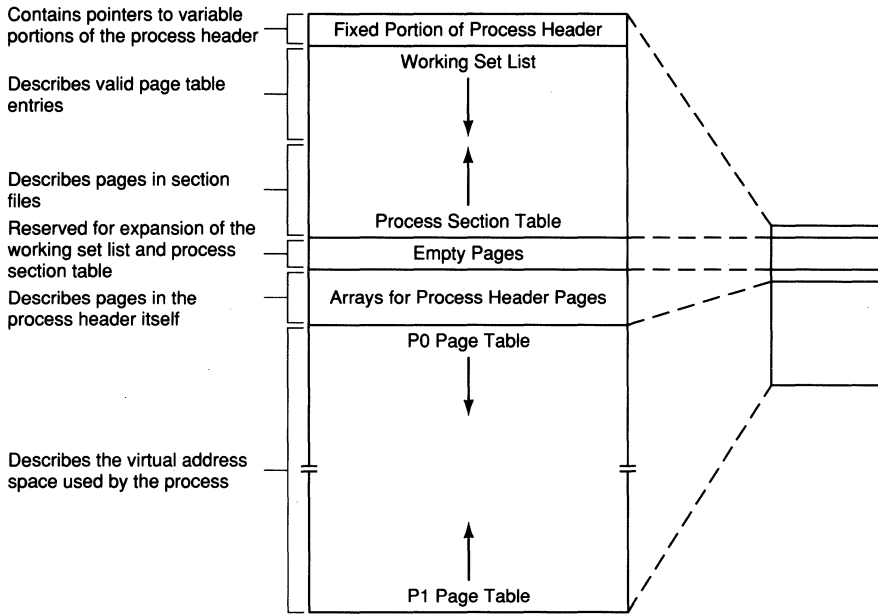 Contains pointers to variable
portions of the process header
Fixed Portion of Process Header
Working Set List
Describes valid page table
entries
Describes pages in section
files
Process Section Table
Reserved for expansion of the
working set list and process
section table
Empty Pages
Describes pages in the
process header itself
Arrays for Process Header Pages
P0 Page Table
Describes the virtual address
space used by the process
P1 Page Table